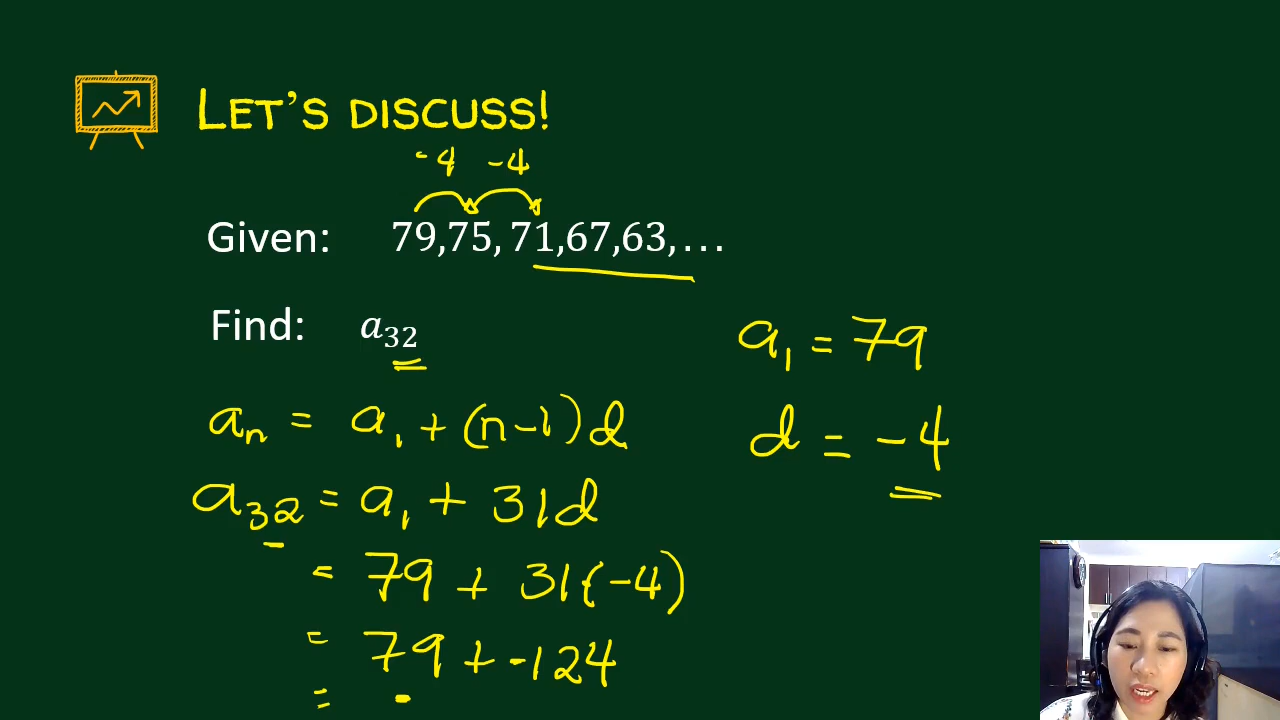 LET'S DISCUSS!
-4 -4
Given: 79,75, 71,67,63,...
Find: a₃₂
a₁ = 79
aₙ = a₁ + (n-1)d
d = -4
a₃₂ = a₁ + 31d
= 79 + 31(-4)
= 79 + -124
= -